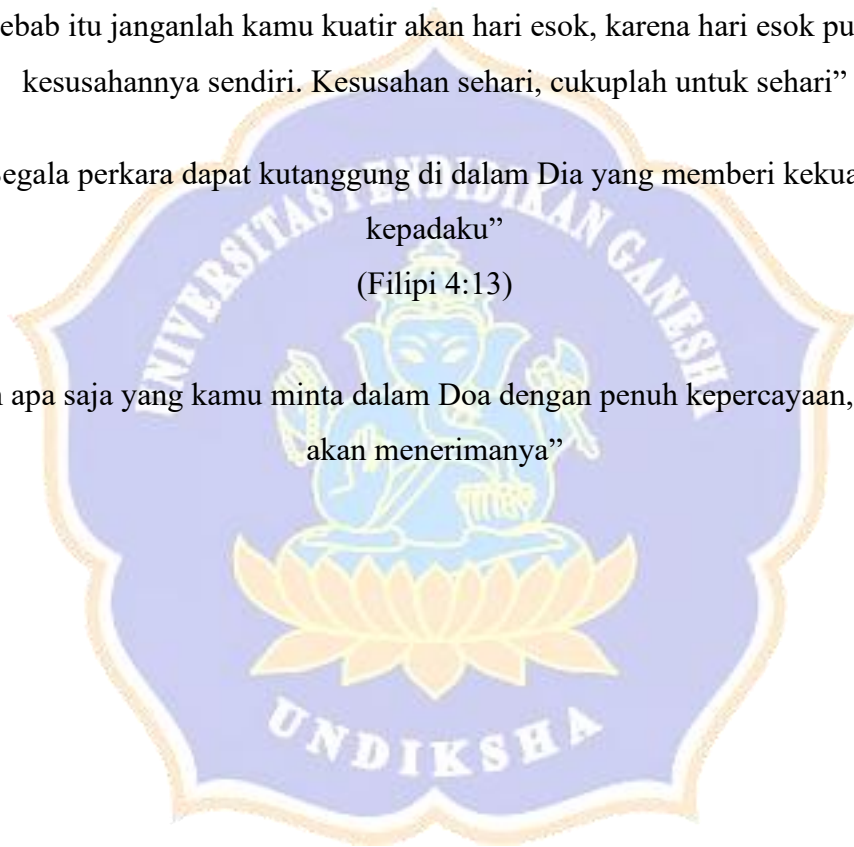 ebab itu janganlah kamu kuatir akan hari esok, karena hari esok pu
kesusahannya sendiri. Kesusahan sehari, cukuplah untuk sehari”
egala perkara dapat kutanggung di dalam Dia yang memberi kekua
kepadaku”
(Filipi 4:13)
apa saja yang kamu minta dalam Doa dengan penuh kepercayaan,
akan menerimanya”
UNIVERSITAS PENDIDIKAN GANESHA
UNDIKSHA